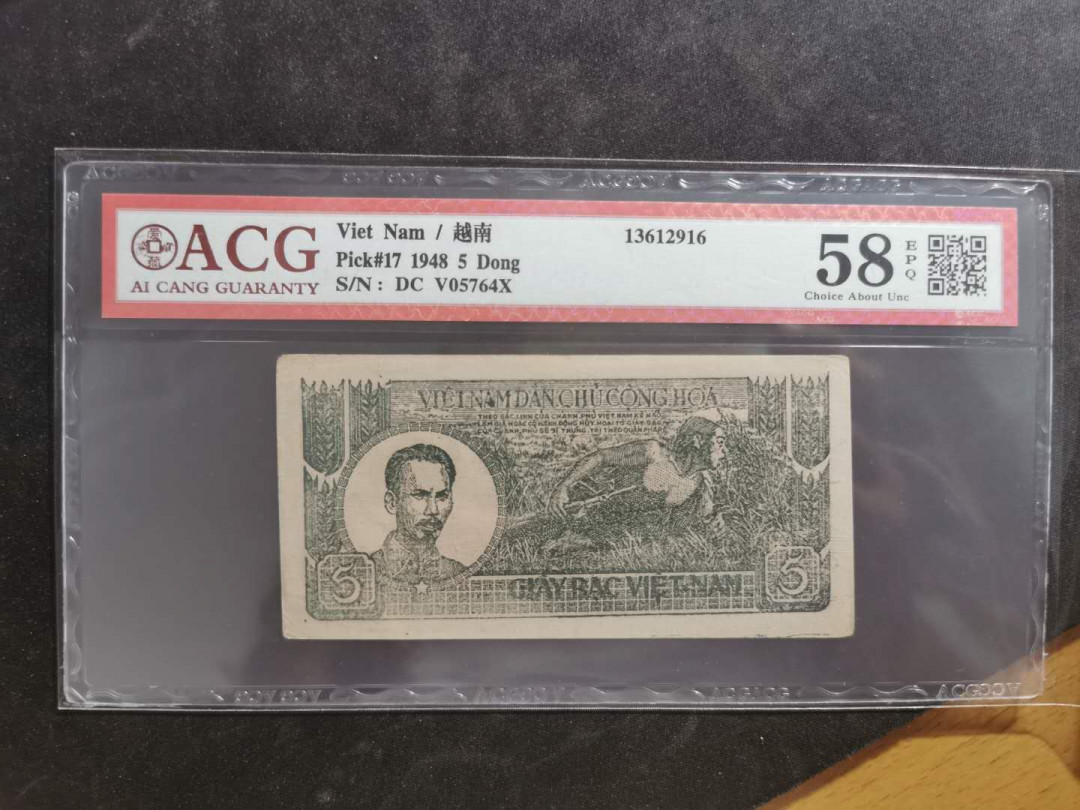 ACG
AI CANG GUARANTY
Viet Nam / 越南
Pick#17 1948 5 Dong
S/N: DC V05764X
13612916
58
EPQ
Choice About Unc
VIỆT NAM DÂN CHỦ CỘNG HÒA
5
GIẤY BẠC VIỆT NAM
5